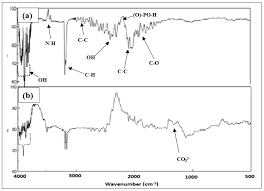 (a)
(O)-PO-H
N-H
C-C
OH
C-O
C-H
C-C
OH
(b)
CO₃²⁻
4000 3000 2000 1000 500
Wavenumber (cm⁻¹)